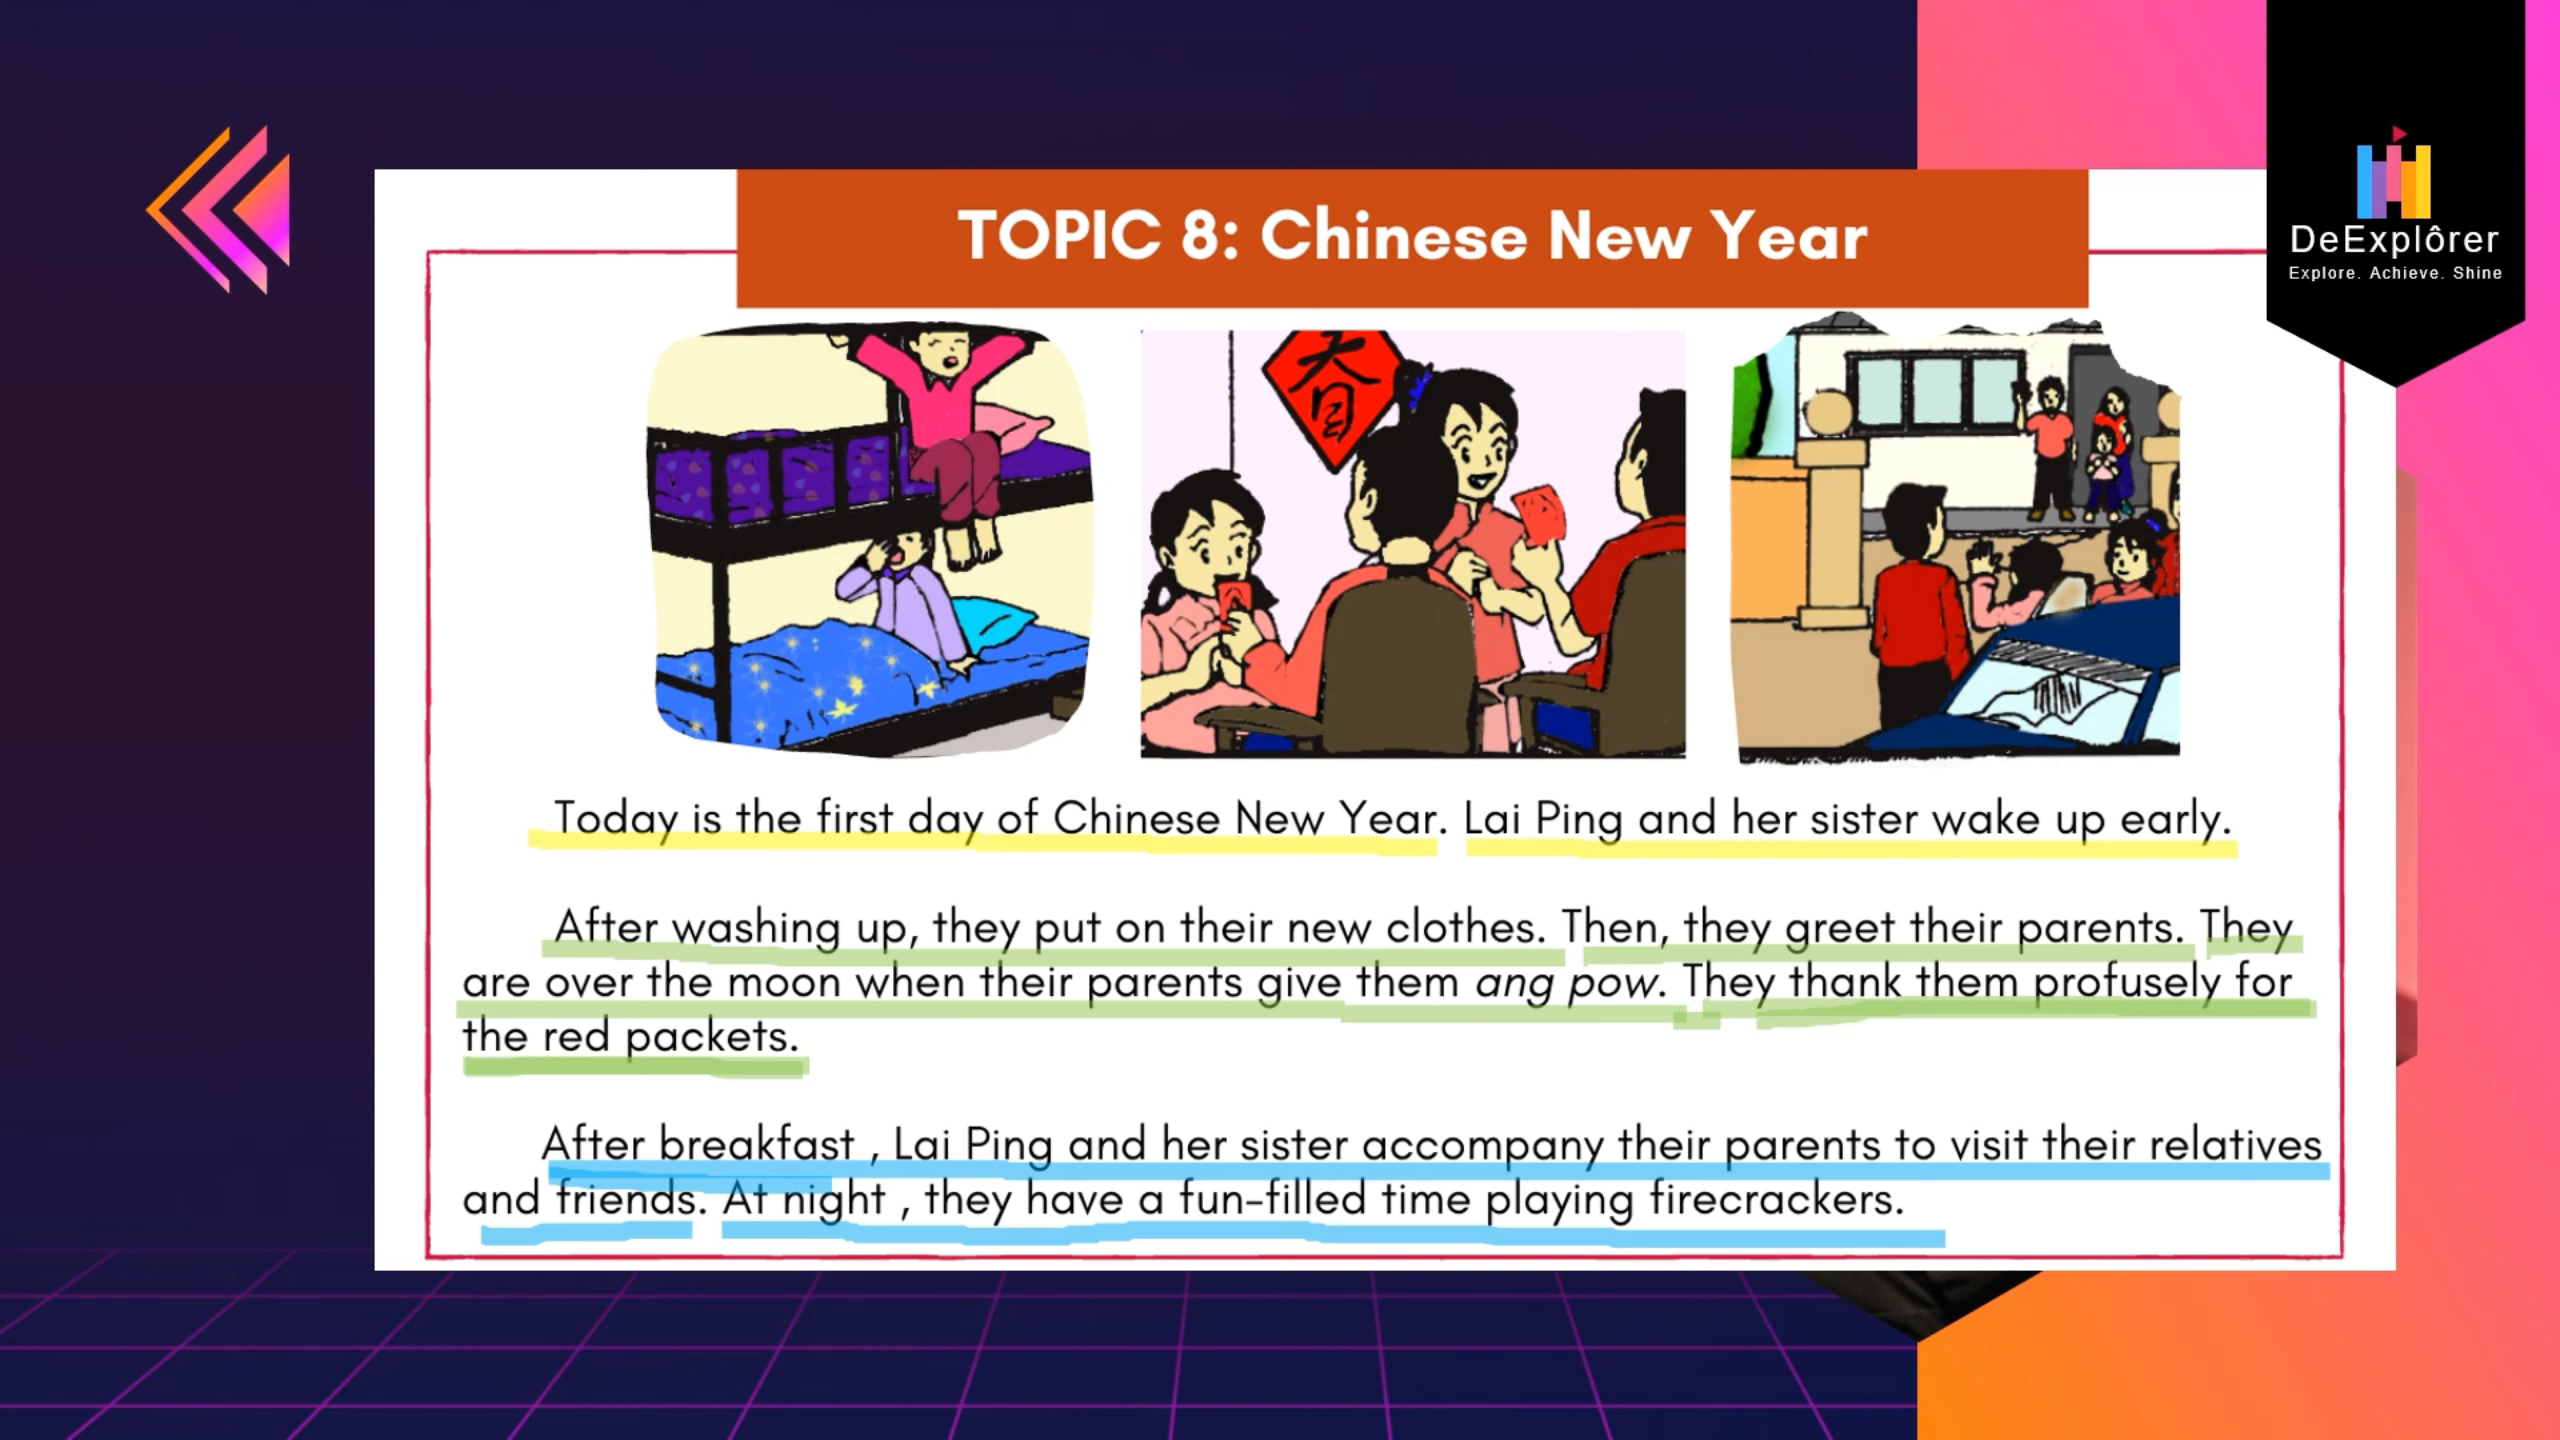 TOPIC 8: Chinese New Year
DeExplôrer
Explore. Achieve. Shine
春
Today is the first day of Chinese New Year. Lai Ping and her sister wake up early.
After washing up, they put on their new clothes. Then, they greet their parents. They
are over the moon when their parents give them ang pow. They thank them profusely for
the red packets.
After breakfast , Lai Ping and her sister accompany their parents to visit their relatives
and friends. At night , they have a fun-filled time playing firecrackers.